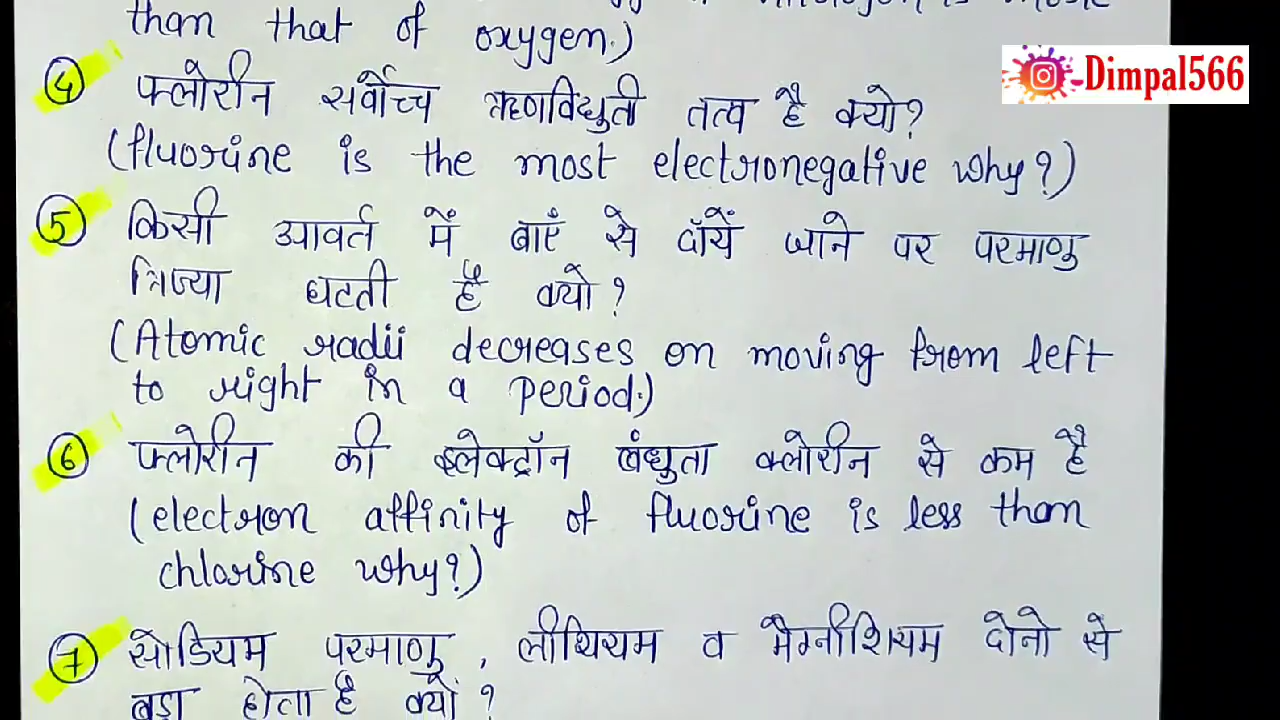 than that of oxygen.)
Dimpal566
④ फ्लोरीन सर्वोच्च ऋणविधुती तत्व है क्यो?
(fluorine is the most electronegative why?)
⑤ किसी आवर्त में बाएँ से दाॅयें जाने पर परमाणु
त्रिज्या घटती है क्यो?
(Atomic radii decreases on moving from left
to right in a period.)
⑥ फ्लोरीन की इलेक्ट्रॉन बंधुता क्लोरीन से कम है
(electron affinity of fluorine is less than
chlorine why?)
⑦ सोडियम परमाणु, लीथियम व मैग्नीशियम दोनो से
बड़ा होता है क्यों?